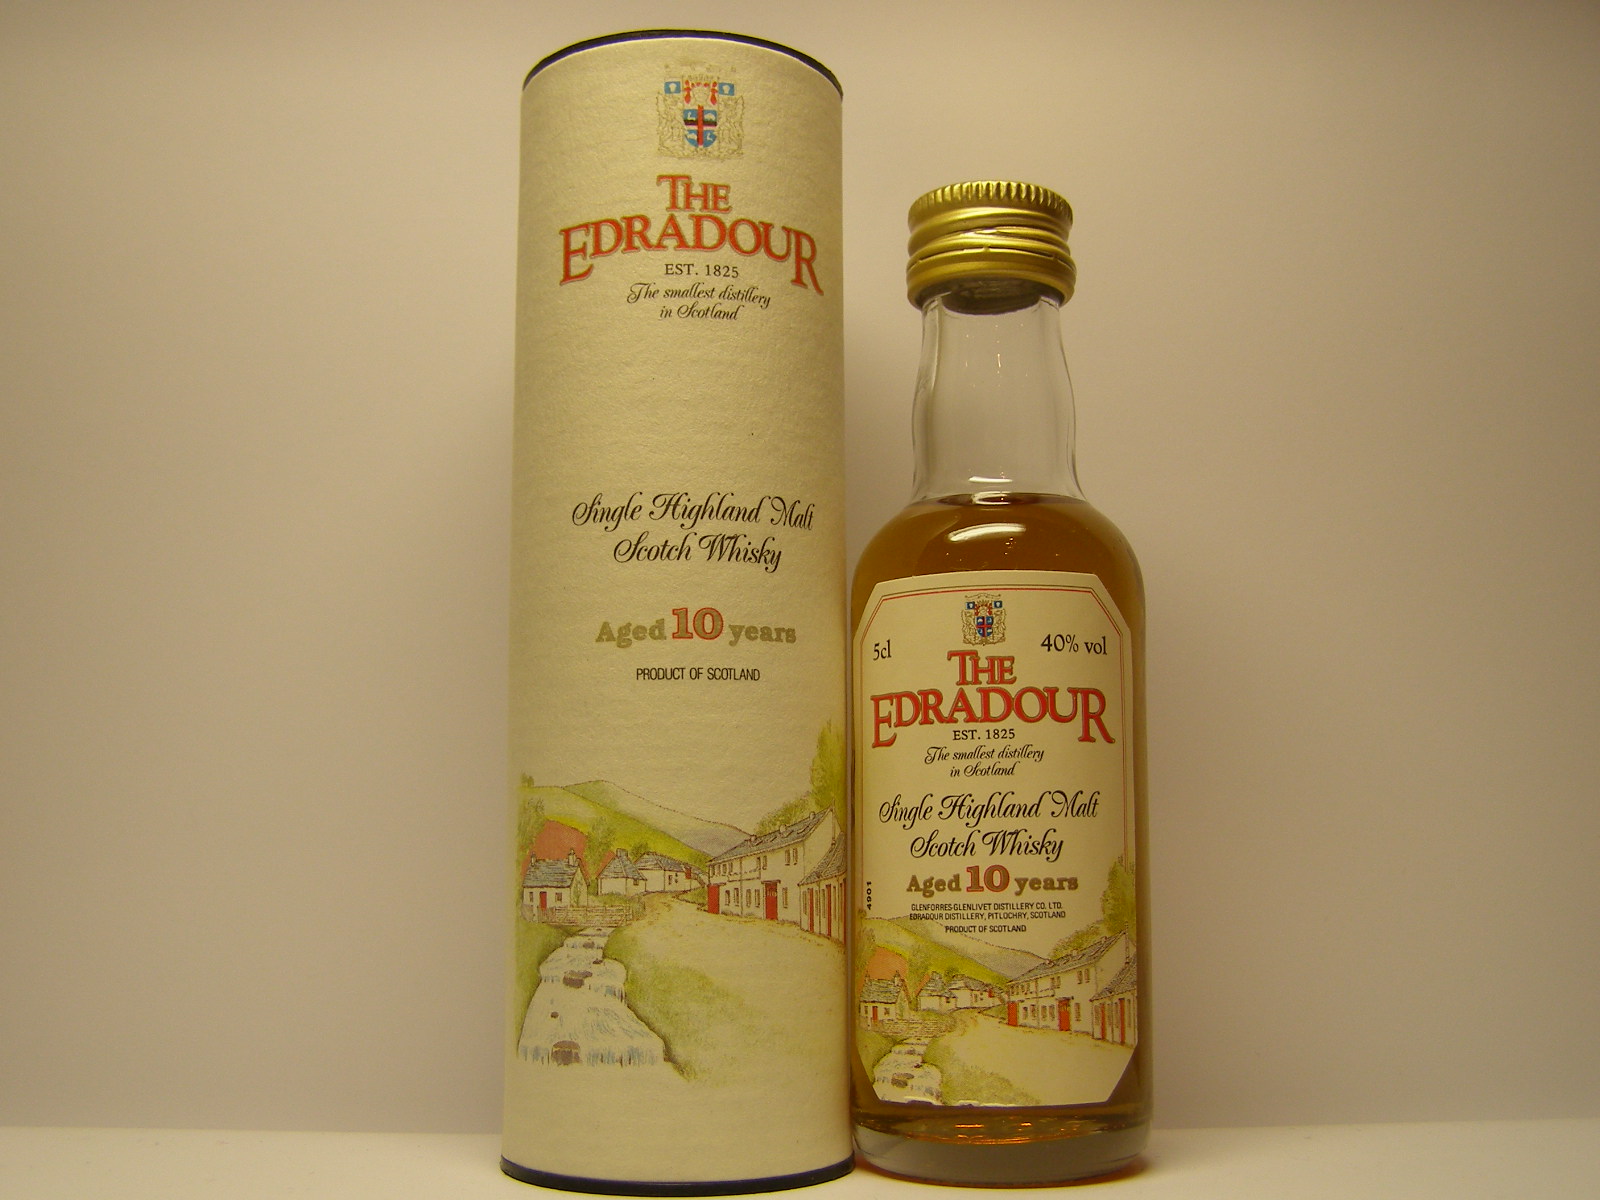 THE
EDRADOUR
EST. 1825
The smallest distillery
in Scotland
Single Highland Malt
Scotch Whisky
Aged 10 years
PRODUCT OF SCOTLAND
5cl
40% vol
THE
EDRADOUR
EST. 1825
The smallest distillery
in Scotland
Single Highland Malt
Scotch Whisky
Aged 10 years
GLENFORRES-GLENLIVET DISTILLERY CO. LTD.
EDRADOUR DISTILLERY, PITLOCHRY, SCOTLAND
PRODUCT OF SCOTLAND
4901